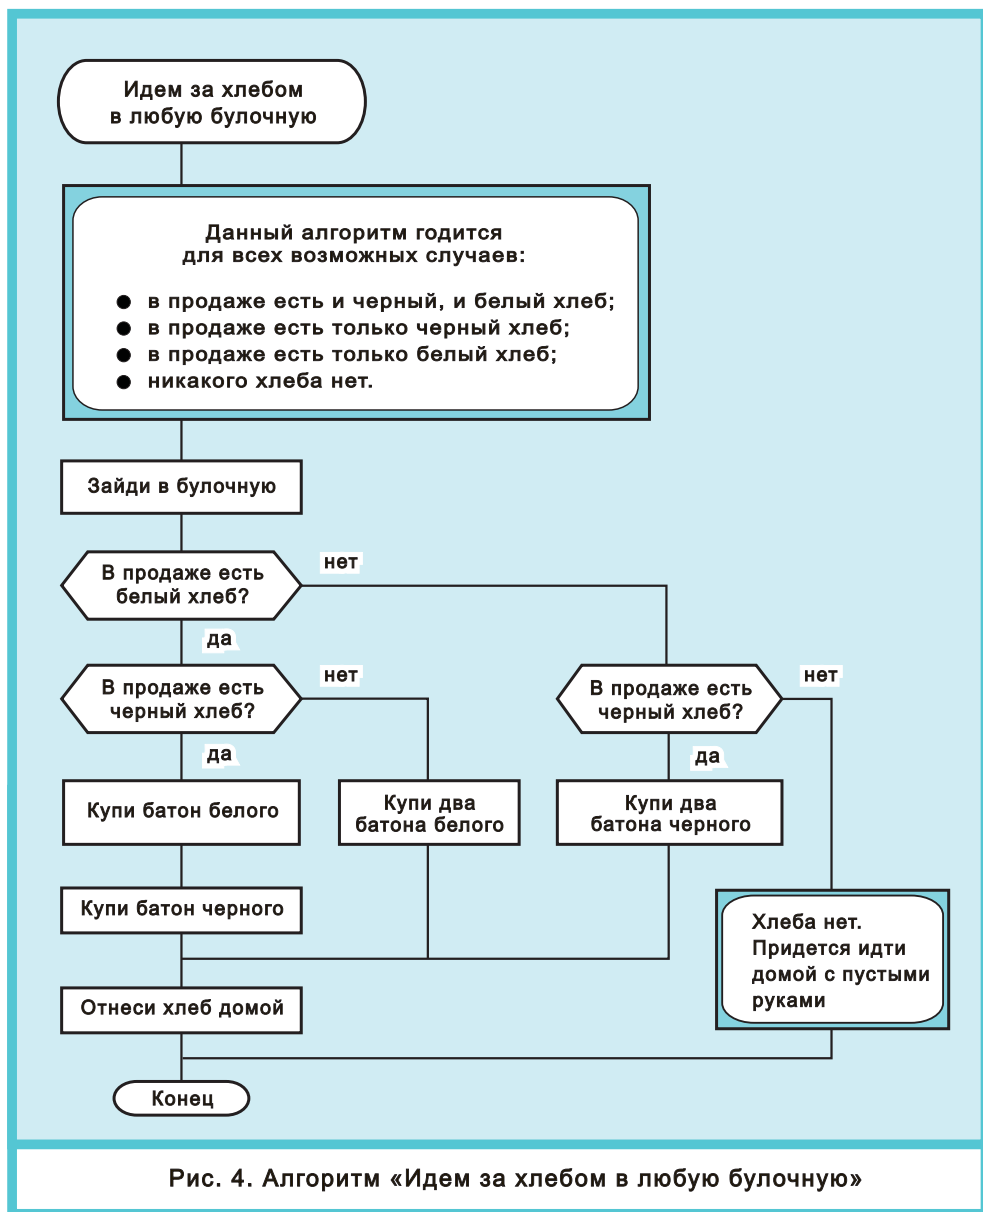 Идем за хлебом
в любую булочную
Данный алгоритм годится
для всех возможных случаев:
● в продаже есть и черный, и белый хлеб;
● в продаже есть только черный хлеб;
● в продаже есть только белый хлеб;
● никакого хлеба нет.
Зайди в булочную
В продаже есть
белый хлеб?
нет
да
В продаже есть
черный хлеб?
нет
да
В продаже есть
черный хлеб?
нет
да
Купи батон белого
Купи два
батона белого
Купи два
батона черного
Купи батон черного
Хлеба нет.
Придется идти
домой с пустыми
руками
Отнеси хлеб домой
Конец
Рис. 4. Алгоритм «Идем за хлебом в любую булочную»